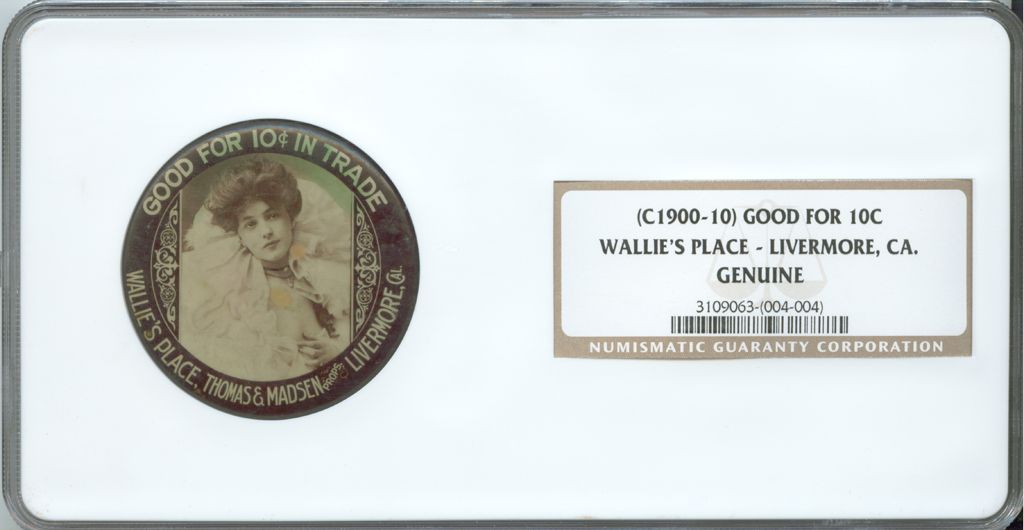 GOOD FOR 10¢ IN TRADE
WALLIE'S PLACE, THOMAS & MADSEN PROPS. LIVERMORE, CAL.
(C1900-10) GOOD FOR 10C
WALLIE'S PLACE - LIVERMORE, CA.
GENUINE
3109063-(004-004)
NUMISMATIC GUARANTY CORPORATION